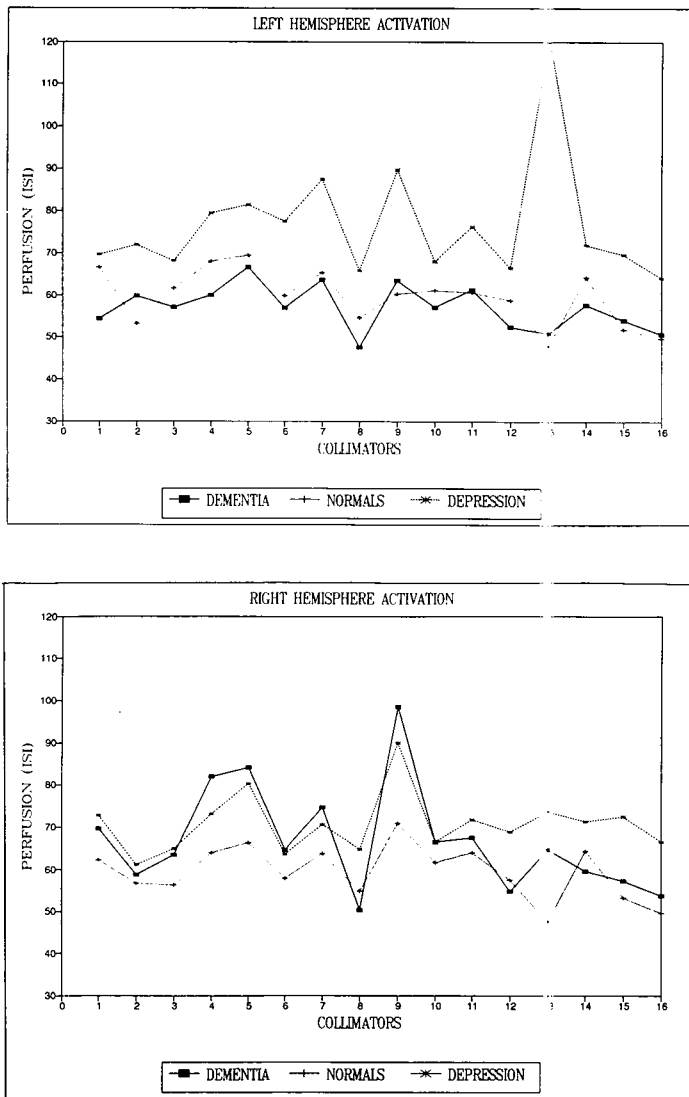 LEFT HEMISPHERE ACTIVATION
120
110
100
90
80
70
60
50
40
30
PERFUSION (ISI)
0 1 2 3 4 5 6 7 8 9 10 11 12 13 14 15 16
COLLIMATORS
DEMENTIA NORMALS DEPRESSION
RIGHT HEMISPHERE ACTIVATION
120
110
100
90
80
70
60
50
40
30
PERFUSION (ISI)
0 1 2 3 4 5 6 7 8 9 10 11 12 13 14 15 16
COLLIMATORS
DEMENTIA NORMALS DEPRESSION